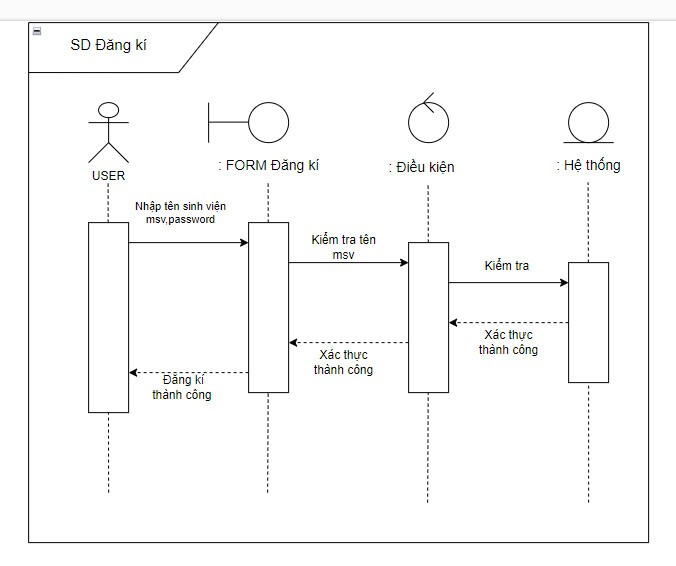 SD Đăng kí
USER
: FORM Đăng kí
: Điều kiện
: Hệ thống
Nhập tên sinh viện
msv,password
Kiểm tra tên
msv
Kiểm tra
Xác thực
thành công
Xác thực
thành công
Đăng kí
thành công